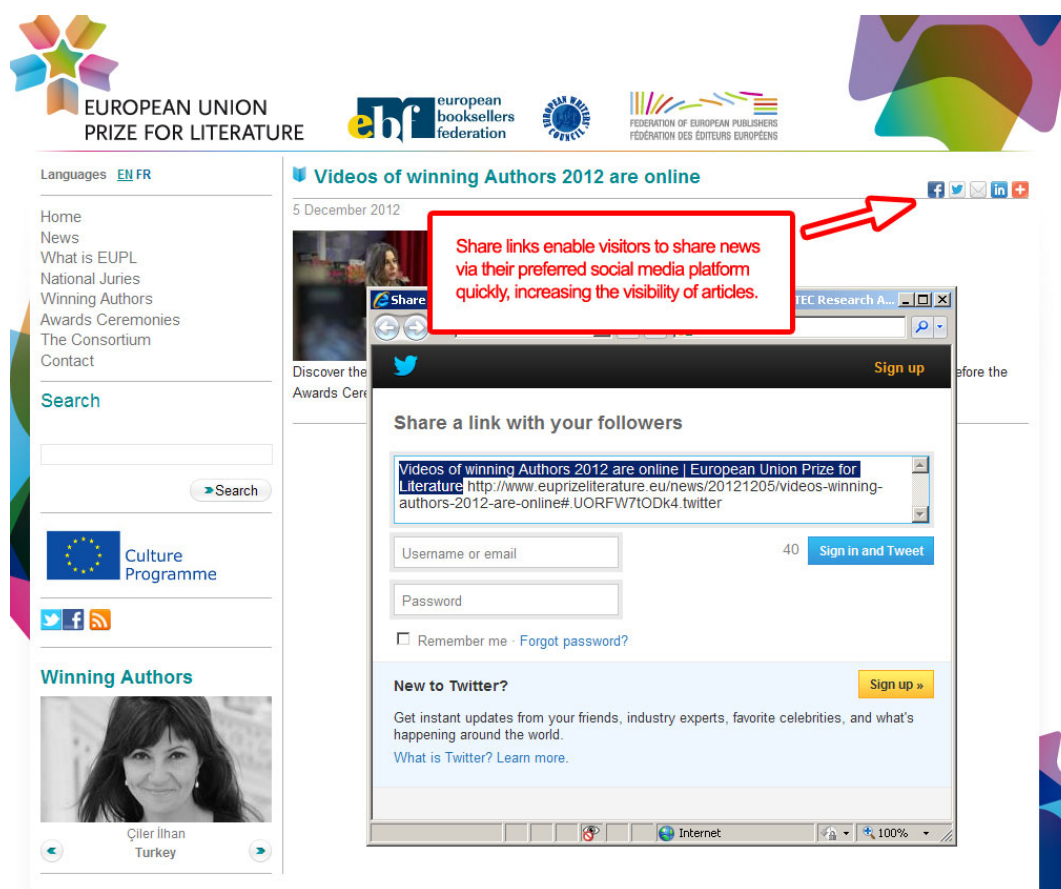 EUROPEAN UNION
PRIZE FOR LITERATURE
ebf
european
booksellers
federation
EUROPEAN WRITERS' COUNCIL
FEDERATION OF EUROPEAN PUBLISHERS
FÉDÉRATION DES ÉDITEURS EUROPÉENS
Languages EN FR
Home
News
What is EUPL
National Juries
Winning Authors
Awards Ceremonies
The Consortium
Contact
Search
Search
Culture
Programme
Winning Authors
Çiler İlhan
Turkey
Videos of winning Authors 2012 are online
5 December 2012
Share links enable visitors to share news
via their preferred social media platform
quickly, increasing the visibility of articles.
Discover the
efore the
Awards Cere
Share
TEC Research A...
Sign up
Share a link with your followers
Videos of winning Authors 2012 are online | European Union Prize for
Literature http://www.euprizeliterature.eu/news/20121205/videos-winning-
authors-2012-are-online#.UORFW7tODk4.twitter
Username or email
40 Sign in and Tweet
Password
Remember me · Forgot password?
New to Twitter?
Sign up »
Get instant updates from your friends, industry experts, favorite celebrities, and what's
happening around the world.
What is Twitter? Learn more.
Internet
100%